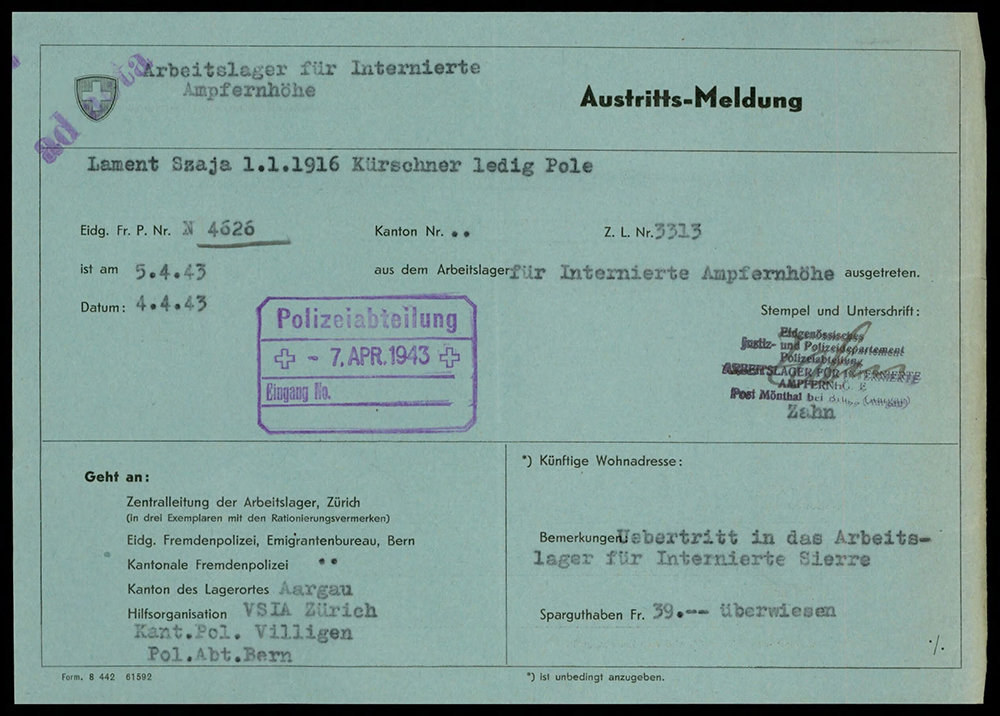 ad acta
Arbeitslager für Internierte
Ampfernhöhe
Austritts-Meldung
Lament Szaja 1.1.1916 Kürschner ledig Pole
Eidg. Fr. P. Nr. N 4626 Kanton Nr. .. Z. L. Nr. 3313
ist am 5.4.43 aus dem Arbeitslager für Internierte Ampfernhöhe ausgetreten.
Datum: 4.4.43
Stempel und Unterschrift:
Polizeiabteilung
- 7. APR. 1943
Eingang No.
Eidgenössisches
Justiz- und Polizeidepartement
Polizeiabteilung
ARBEITSLAGER FÜR INTERNIERTE
Post Mönthal bei
Zahn
Geht an:
Zentralleitung der Arbeitslager, Zürich
(in drei Exemplaren mit den Rationierungsvermerken)
Eidg. Fremdenpolizei, Emigrantenbureau, Bern
Kantonale Fremdenpolizei ..
Kanton des Lagerortes Aargau
Hilfsorganisation VSIA Zürich
Kant.Pol. Villigen
Pol.Abt.Bern
*) Künftige Wohnadresse:
Bemerkungen: Uebertritt in das Arbeits-
lager für Internierte Sierre
Sparguthaben Fr. 39.-- überwiesen
./.
Form. 8 442 61592
*) Ist unbedingt anzugeben.